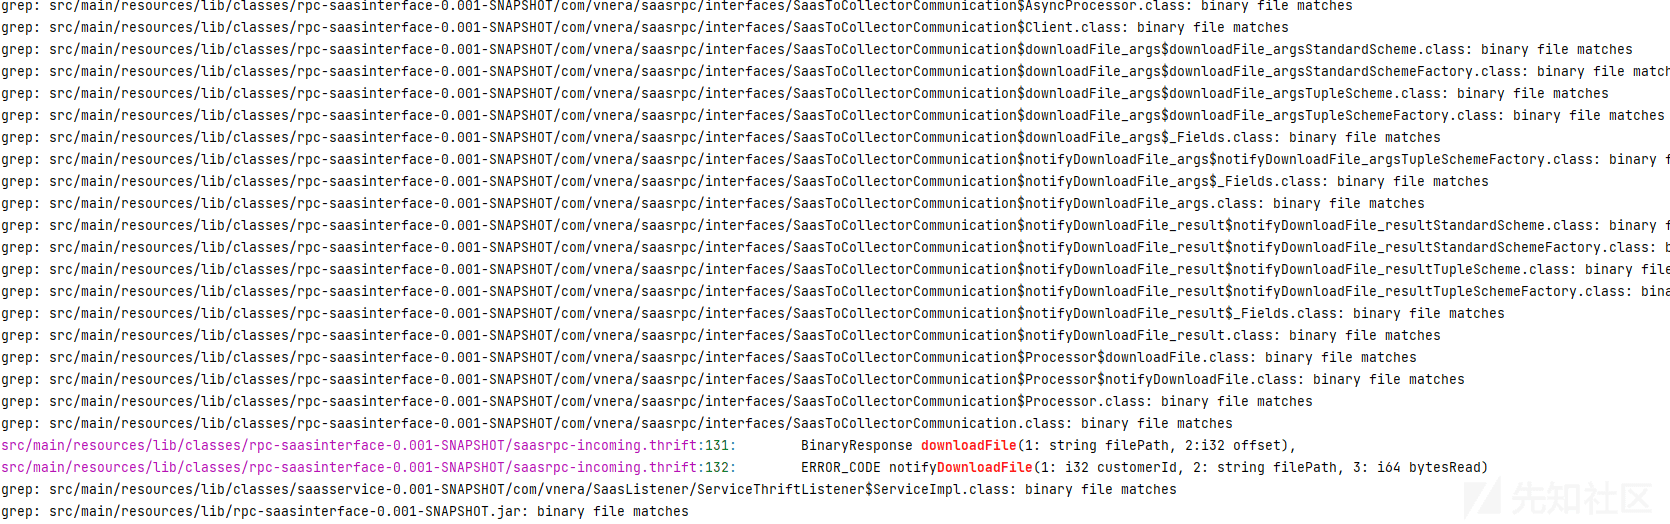 grep: src/main/resources/lib/classes/rpc-saasinterface-0.001-SNAPSHOT/com/vnera/saasrpc/interfaces/SaasToCollectorCommunication$AsyncProcessor.class: binary file matches
grep: src/main/resources/lib/classes/rpc-saasinterface-0.001-SNAPSHOT/com/vnera/saasrpc/interfaces/SaasToCollectorCommunication$Client.class: binary file matches
grep: src/main/resources/lib/classes/rpc-saasinterface-0.001-SNAPSHOT/com/vnera/saasrpc/interfaces/SaasToCollectorCommunication$downloadFile_args$downloadFile_argsStandardScheme.class: binary file matches
grep: src/main/resources/lib/classes/rpc-saasinterface-0.001-SNAPSHOT/com/vnera/saasrpc/interfaces/SaasToCollectorCommunication$downloadFile_args$downloadFile_argsStandardSchemeFactory.class: binary file match
grep: src/main/resources/lib/classes/rpc-saasinterface-0.001-SNAPSHOT/com/vnera/saasrpc/interfaces/SaasToCollectorCommunication$downloadFile_args$downloadFile_argsTupleScheme.class: binary file matches
grep: src/main/resources/lib/classes/rpc-saasinterface-0.001-SNAPSHOT/com/vnera/saasrpc/interfaces/SaasToCollectorCommunication$downloadFile_args$downloadFile_argsTupleSchemeFactory.class: binary file matches
grep: src/main/resources/lib/classes/rpc-saasinterface-0.001-SNAPSHOT/com/vnera/saasrpc/interfaces/SaasToCollectorCommunication$downloadFile_args$_Fields.class: binary file matches
grep: src/main/resources/lib/classes/rpc-saasinterface-0.001-SNAPSHOT/com/vnera/saasrpc/interfaces/SaasToCollectorCommunication$notifyDownloadFile_args$notifyDownloadFile_argsTupleSchemeFactory.class: binary f
grep: src/main/resources/lib/classes/rpc-saasinterface-0.001-SNAPSHOT/com/vnera/saasrpc/interfaces/SaasToCollectorCommunication$notifyDownloadFile_args$_Fields.class: binary file matches
grep: src/main/resources/lib/classes/rpc-saasinterface-0.001-SNAPSHOT/com/vnera/saasrpc/interfaces/SaasToCollectorCommunication$notifyDownloadFile_args.class: binary file matches
grep: src/main/resources/lib/classes/rpc-saasinterface-0.001-SNAPSHOT/com/vnera/saasrpc/interfaces/SaasToCollectorCommunication$notifyDownloadFile_result$notifyDownloadFile_resultStandardScheme.class: binary f
grep: src/main/resources/lib/classes/rpc-saasinterface-0.001-SNAPSHOT/com/vnera/saasrpc/interfaces/SaasToCollectorCommunication$notifyDownloadFile_result$notifyDownloadFile_resultStandardSchemeFactory.class: b
grep: src/main/resources/lib/classes/rpc-saasinterface-0.001-SNAPSHOT/com/vnera/saasrpc/interfaces/SaasToCollectorCommunication$notifyDownloadFile_result$notifyDownloadFile_resultTupleScheme.class: binary file
grep: src/main/resources/lib/classes/rpc-saasinterface-0.001-SNAPSHOT/com/vnera/saasrpc/interfaces/SaasToCollectorCommunication$notifyDownloadFile_result$notifyDownloadFile_resultTupleSchemeFactory.class: bina
grep: src/main/resources/lib/classes/rpc-saasinterface-0.001-SNAPSHOT/com/vnera/saasrpc/interfaces/SaasToCollectorCommunication$notifyDownloadFile_result$_Fields.class: binary file matches
grep: src/main/resources/lib/classes/rpc-saasinterface-0.001-SNAPSHOT/com/vnera/saasrpc/interfaces/SaasToCollectorCommunication$notifyDownloadFile_result.class: binary file matches
grep: src/main/resources/lib/classes/rpc-saasinterface-0.001-SNAPSHOT/com/vnera/saasrpc/interfaces/SaasToCollectorCommunication$Processor$downloadFile.class: binary file matches
grep: src/main/resources/lib/classes/rpc-saasinterface-0.001-SNAPSHOT/com/vnera/saasrpc/interfaces/SaasToCollectorCommunication$Processor$notifyDownloadFile.class: binary file matches
grep: src/main/resources/lib/classes/rpc-saasinterface-0.001-SNAPSHOT/com/vnera/saasrpc/interfaces/SaasToCollectorCommunication$Processor.class: binary file matches
grep: src/main/resources/lib/classes/rpc-saasinterface-0.001-SNAPSHOT/com/vnera/saasrpc/interfaces/SaasToCollectorCommunication.class: binary file matches
src/main/resources/lib/classes/rpc-saasinterface-0.001-SNAPSHOT/saasrpc-incoming.thrift:131:        BinaryResponse downloadFile(1: string filePath, 2:i32 offset),
src/main/resources/lib/classes/rpc-saasinterface-0.001-SNAPSHOT/saasrpc-incoming.thrift:132:        ERROR_CODE notifyDownloadFile(1: i32 customerId, 2: string filePath, 3: i64 bytesRead)
grep: src/main/resources/lib/classes/saasservice-0.001-SNAPSHOT/com/vnera/SaasListener/ServiceThriftListener$ServiceImpl.class: binary file matches
grep: src/main/resources/lib/rpc-saasinterface-0.001-SNAPSHOT.jar: binary file matches
先知社区